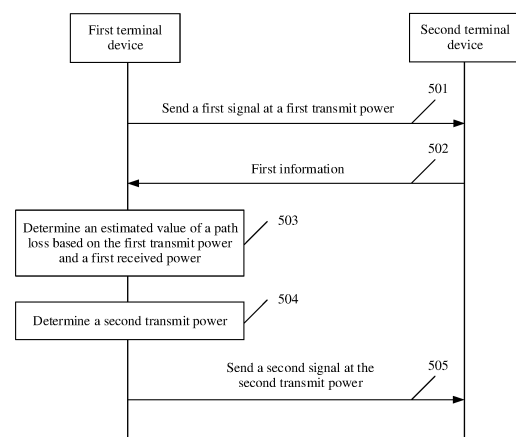 First terminal
device
Second terminal
device
501
Send a first signal at a first transmit power
502
First information
Determine an estimated value of a path
loss based on the first transmit power
and a first received power
503
504
Determine a second transmit power
Send a second signal at the
second transmit power
505